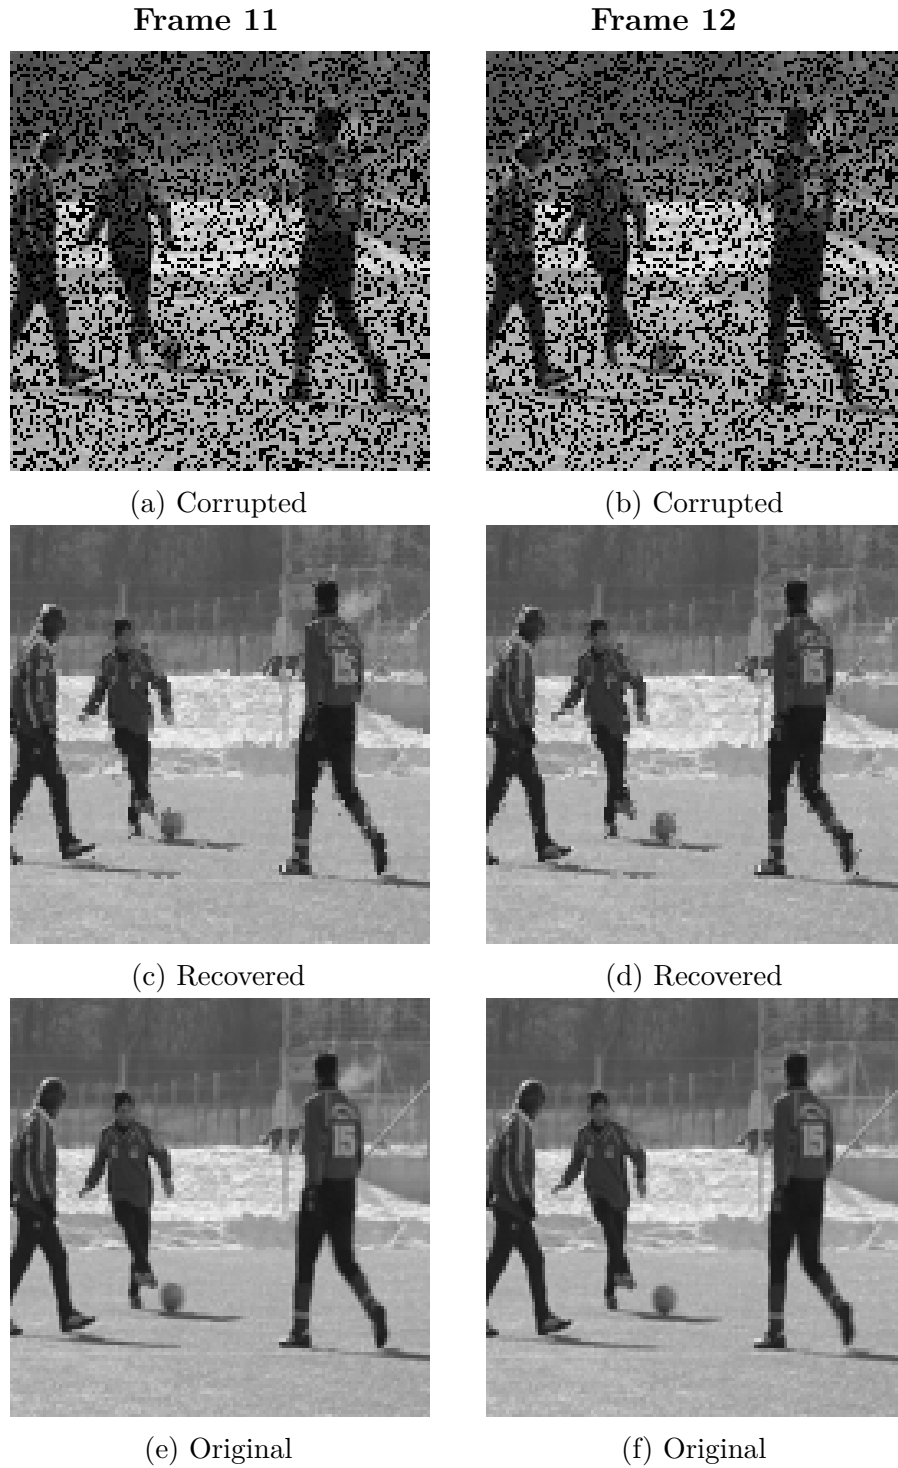 Frame 11 Frame 12
(a) Corrupted (b) Corrupted
(c) Recovered (d) Recovered
(e) Original (f) Original